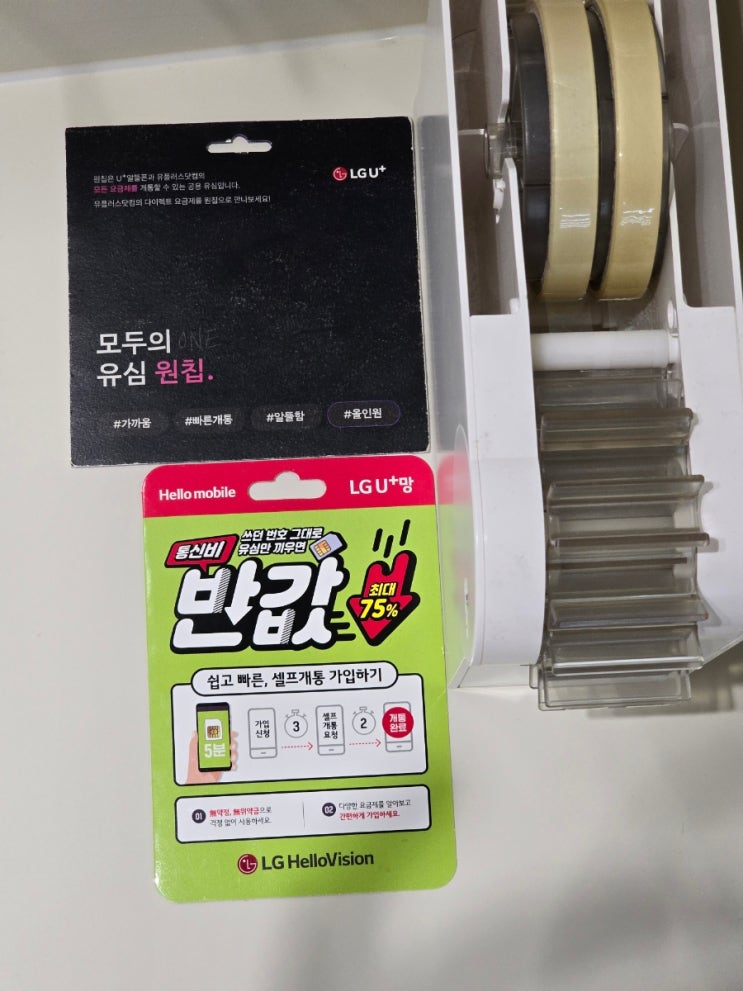 원칩은 U+알뜰폰과 유플러스닷컴의
모든 요금제를 개통할 수 있는 공용 유심입니다.
유플러스닷컴의 다이렉트 요금제를 원칩으로 만나보세요!
LG U+
모두의 ONE
유심 원칩.
#가까움 #빠른개통 #알뜰함 #올인원
Hello mobile LG U+망
통신비 쓰던 번호 그대로
유심만 끼우면
반값
최대
75%
쉽고 빠른, 셀프개통 가입하기
5분
가입
신청
3
셀프
개통
요청
2
개통
완료
01 無약정, 無위약금으로
걱정 없이 사용하세요.
02 다양한 요금제를 알아보고
간편하게 가입하세요.
LG HelloVision